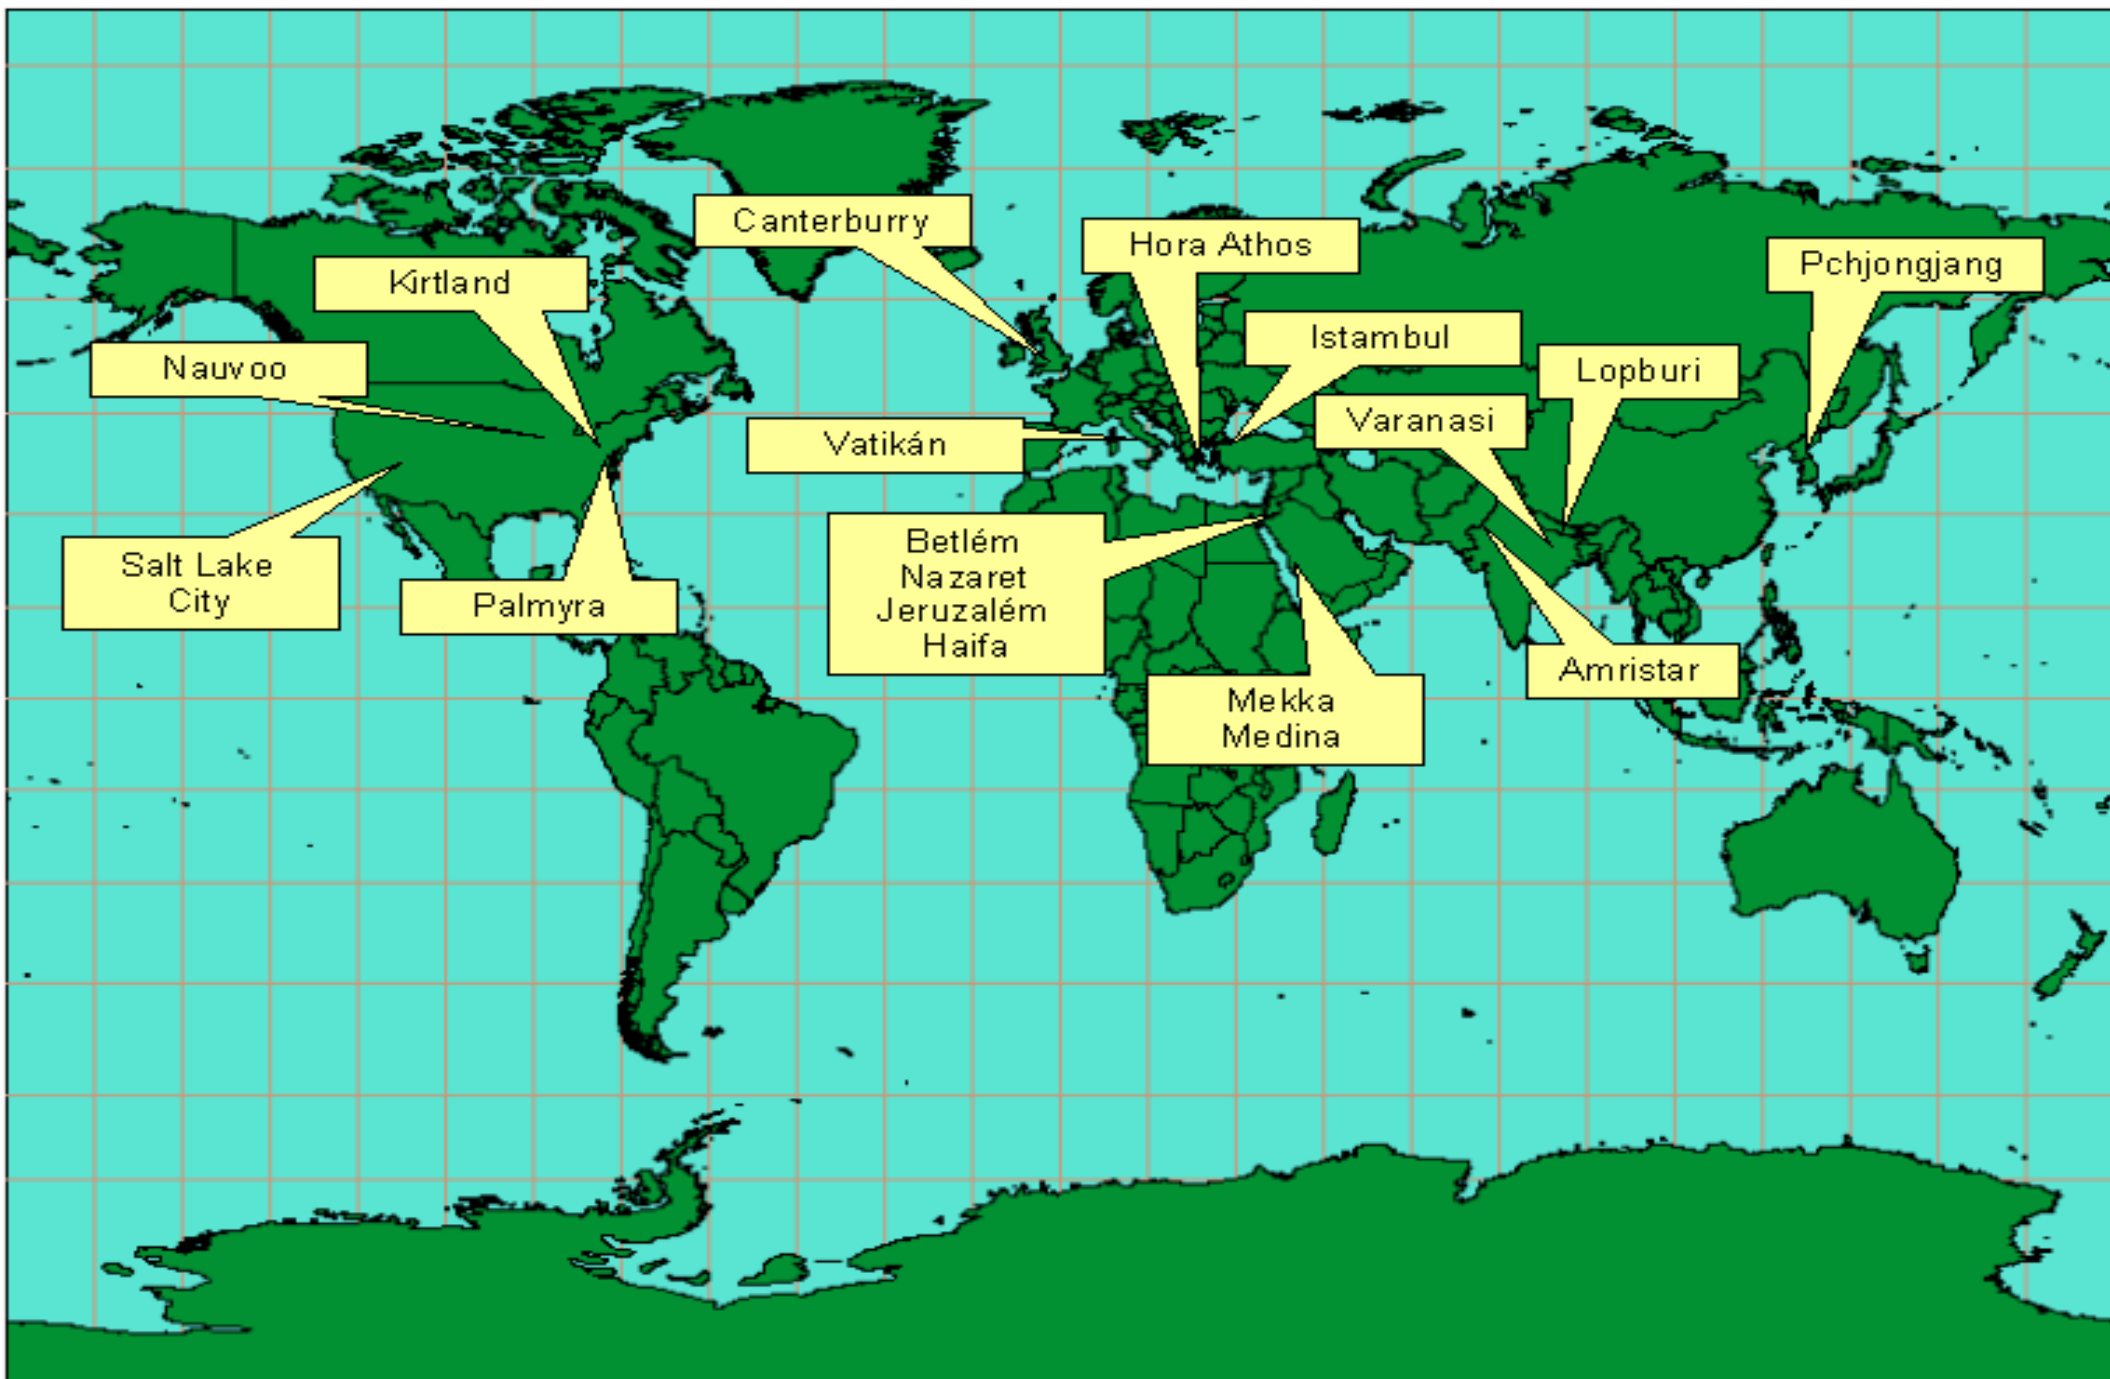 Canterburry
Hora Athos
Pchjongjang
Kirtland
Istambul
Nauvoo
Lopburi
Varanasi
Vatikán
Salt Lake
City
Palmyra
Betlém
Nazaret
Jeruzalém
Haifa
Amristar
Mekka
Medina